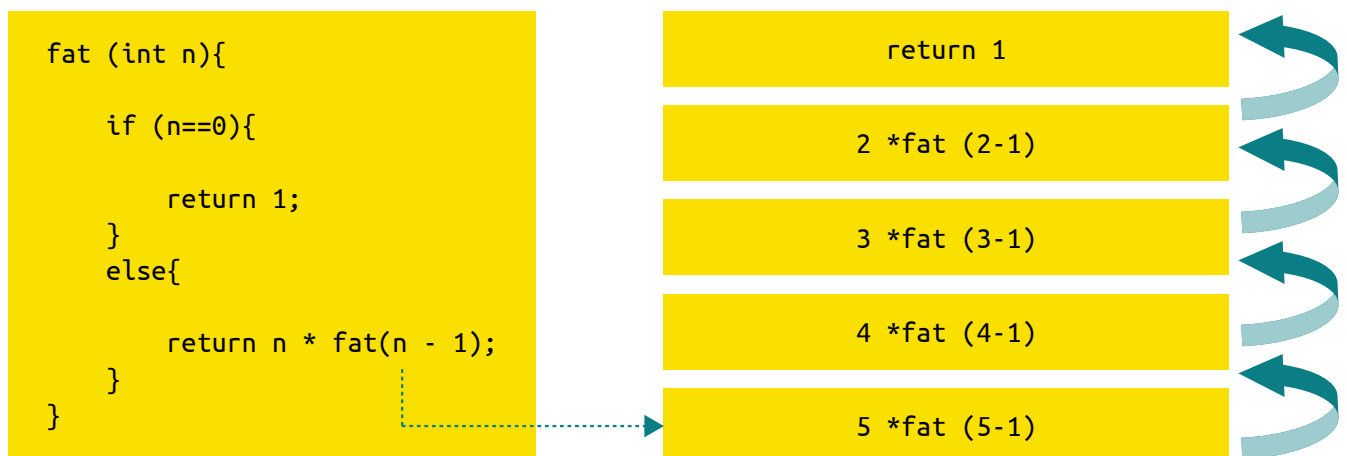 fat (int n){
if (n==0){
return 1;
}
else{
return n * fat(n - 1);
}
}
return 1
2 *fat (2-1)
3 *fat (3-1)
4 *fat (4-1)
5 *fat (5-1)